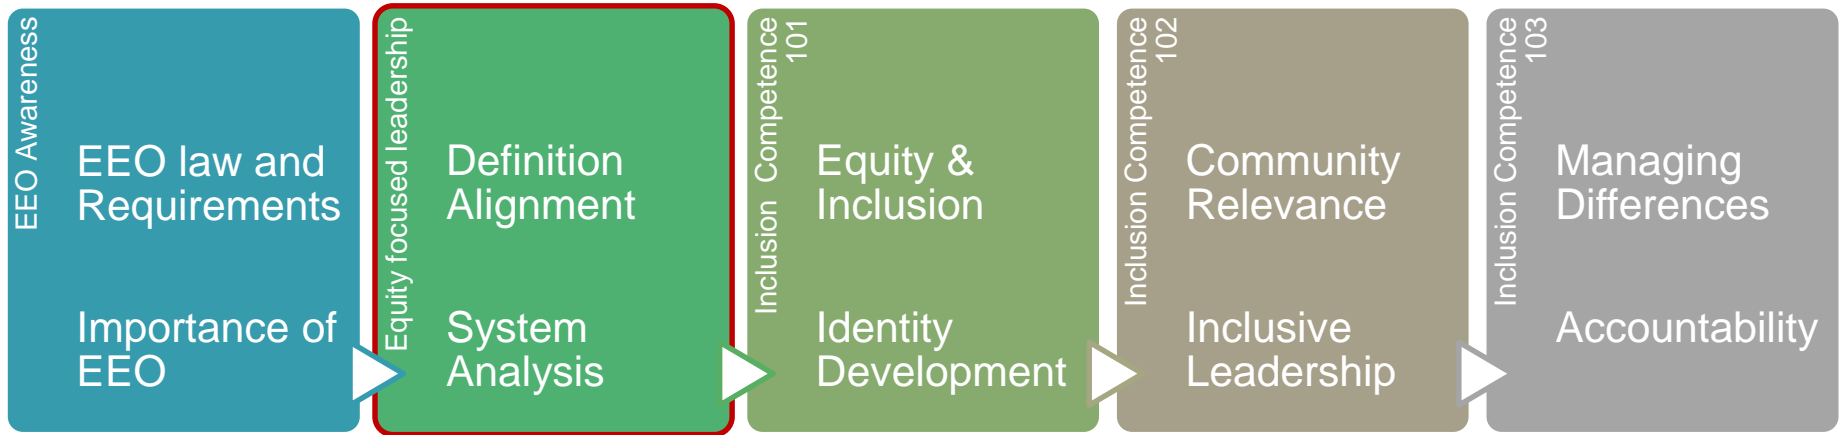 EEO Awareness
EEO law and
Requirements
Importance of
EEO
Equity focused leadership
Definition
Alignment
System
Analysis
Inclusion  Competence
101
Equity &
Inclusion
Identity
Development
Inclusion Competence
102
Community
Relevance
Inclusive
Leadership
Inclusion Competence
103
Managing
Differences
Accountability